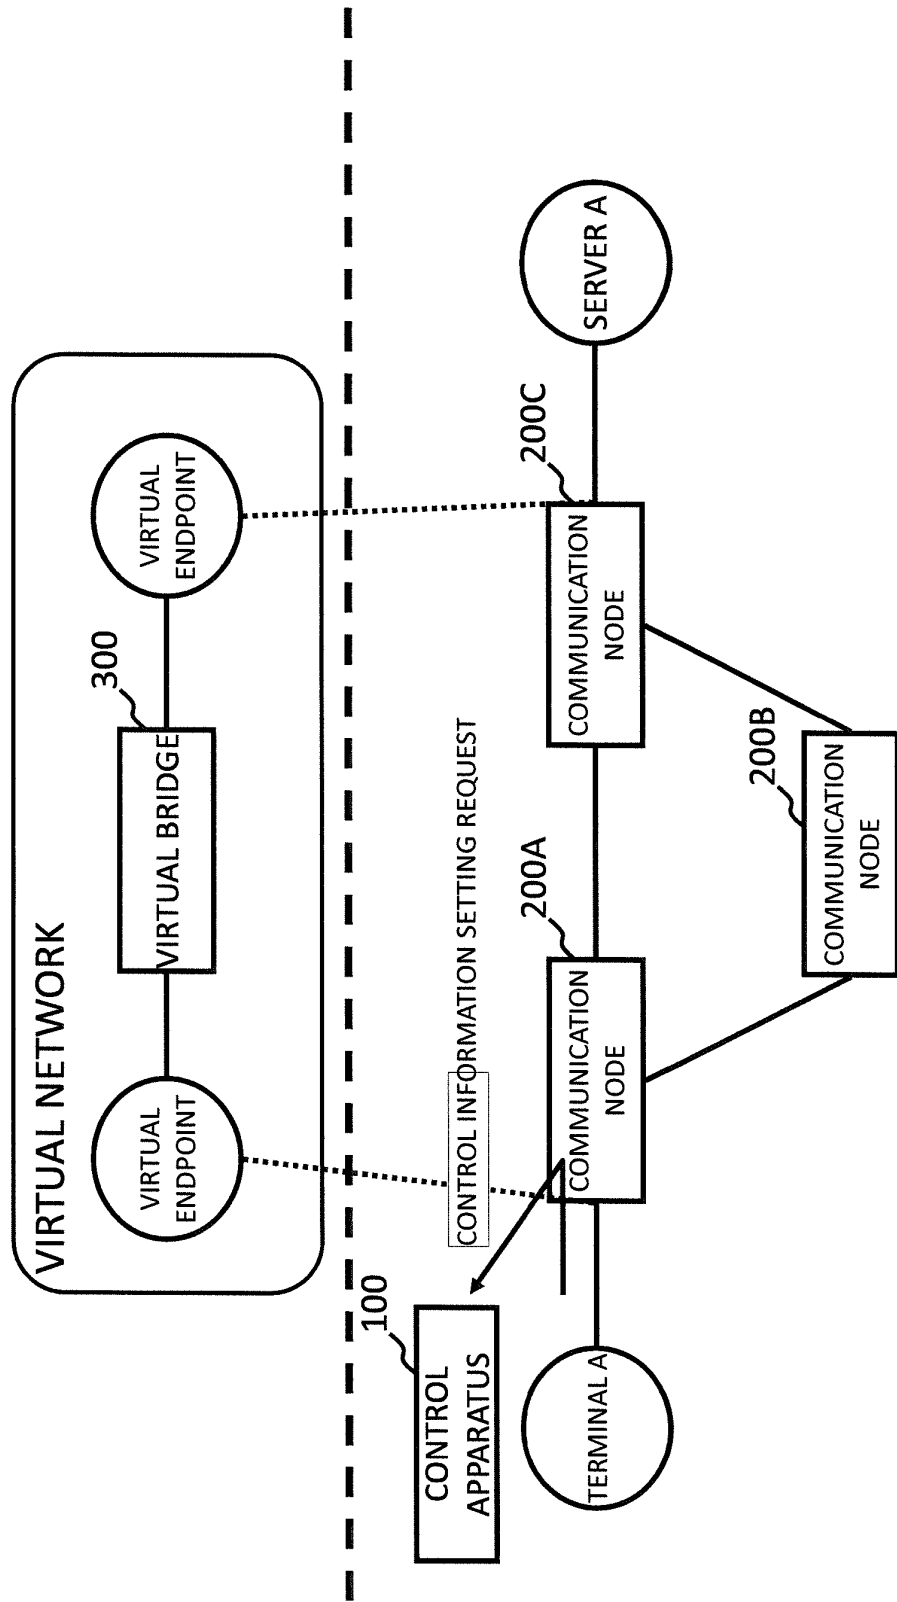 VIRTUAL NETWORK
VIRTUAL
ENDPOINT
VIRTUAL BRIDGE
300
VIRTUAL
ENDPOINT
100
CONTROL
APPARATUS
CONTROL INFORMATION SETTING REQUEST
TERMINAL A
COMMUNICATION
NODE
200A
COMMUNICATION
NODE
200C
SERVER A
COMMUNICATION
NODE
200B